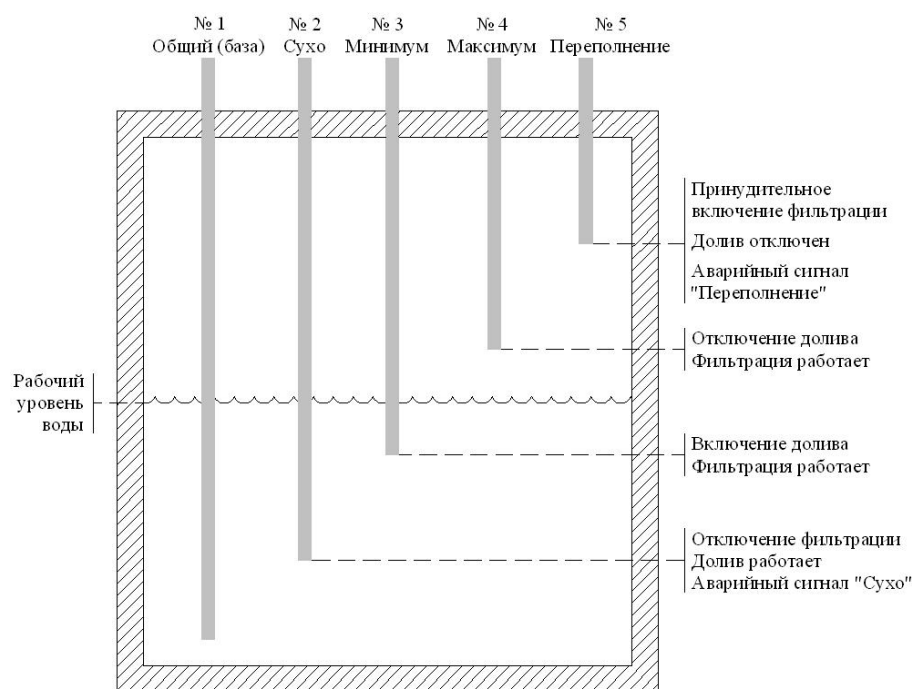 № 1
Общий (база)
№ 2
Сухо
№ 3
Минимум
№ 4
Максимум
№ 5
Переполнение
Принудительное
включение фильтрации
Долив отключен
Аварийный сигнал
"Переполнение"
Отключение долива
Фильтрация работает
Рабочий
уровень
воды
Включение долива
Фильтрация работает
Отключение фильтрации
Долив работает
Аварийный сигнал "Сухо"